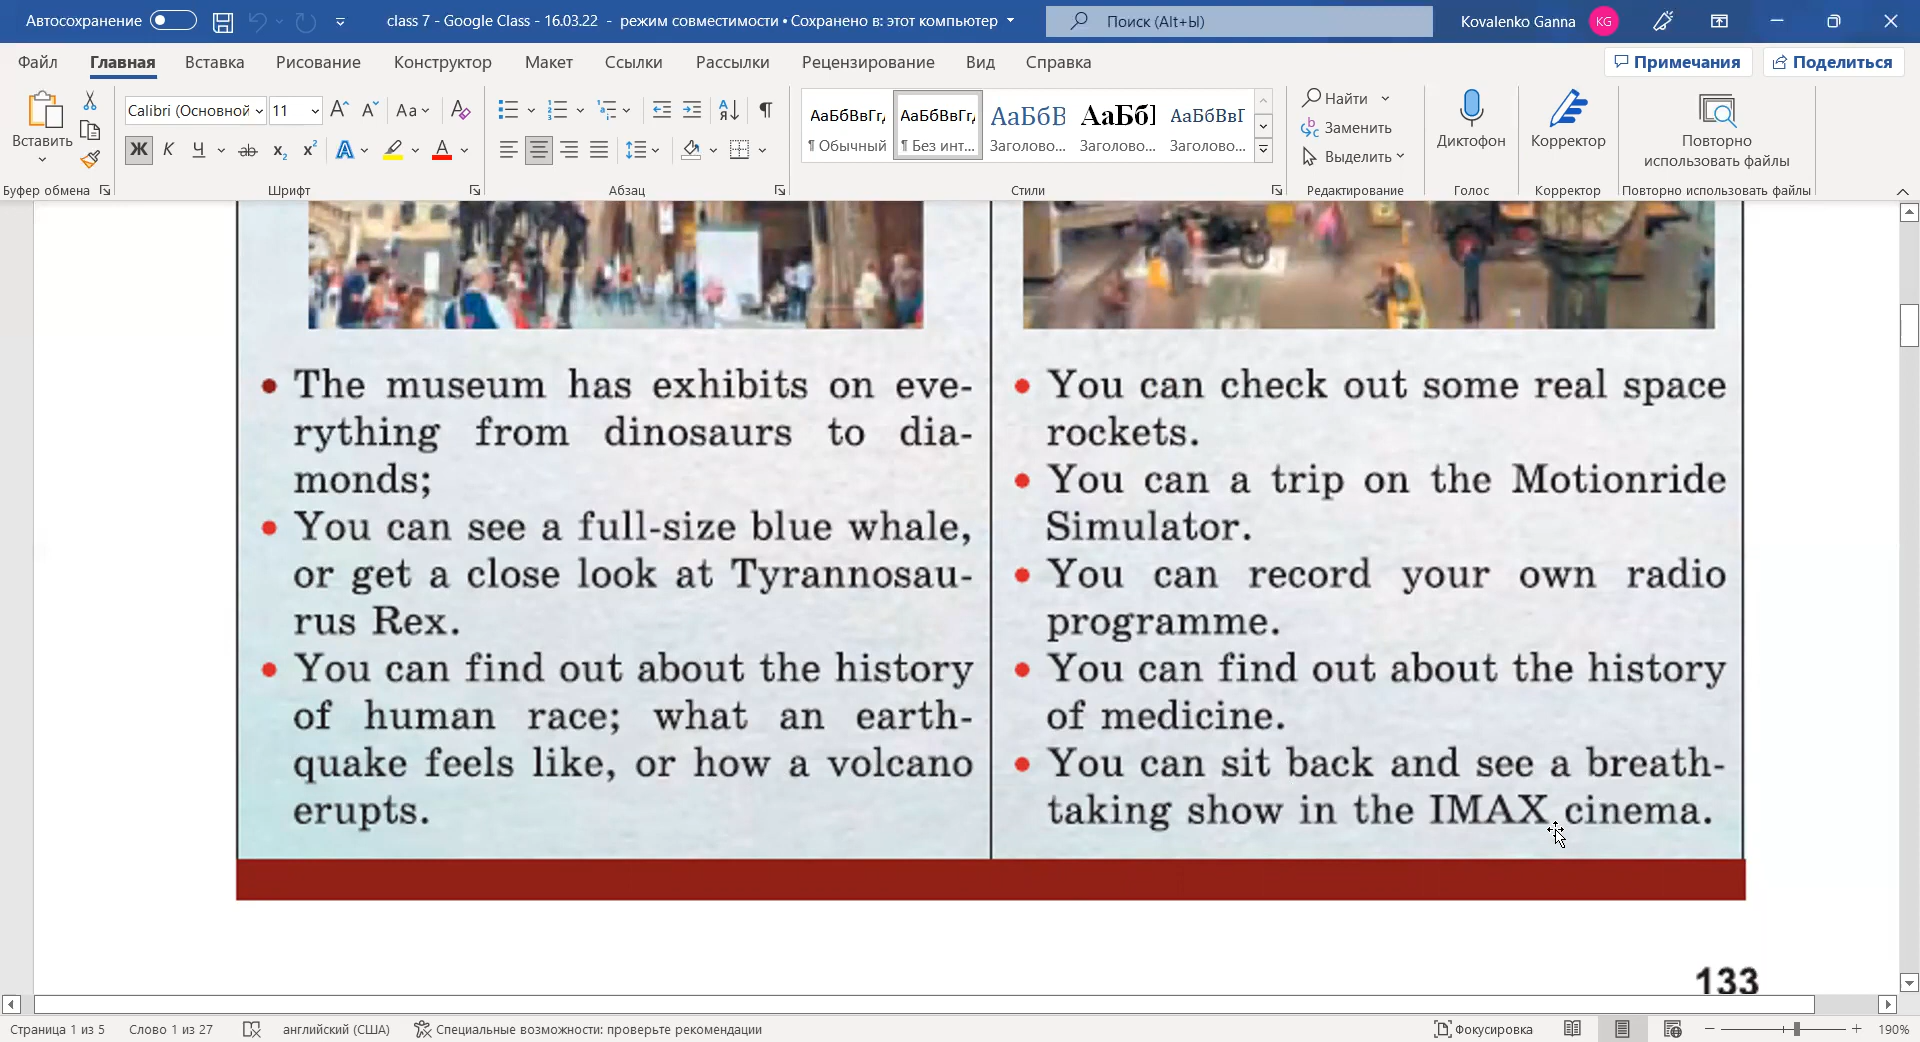 Автосохранение
class 7 - Google Class - 16.03.22 - режим совместимости • Сохранено в: этот компьютер
Поиск (Alt+Ы)
Kovalenko Ganna KG
Файл Главная Вставка Рисование Конструктор Макет Ссылки Рассылки Рецензирование Вид Справка
Примечания Поделиться
Вставить
Буфер обмена
Calibri (Основной 11
Aa
Ж К Ч ab x₂ x² A A
Шрифт
Абзац
АаБбВвГг, АаБбВвГг, АаБбВ АаБб АаБбВвГ
¶ Обычный ¶ Без инт... Заголово... Заголово... Заголово...
Стили
Найти
Заменить
Выделить
Редактирование
Диктофон
Голос
Корректор
Корректор
Повторно
использовать файлы
Повторно использовать файлы
• The museum has exhibits on eve-
rything from dinosaurs to dia-
monds;
• You can see a full-size blue whale,
or get a close look at Tyrannosau-
rus Rex.
• You can find out about the history
of human race; what an earth-
quake feels like, or how a volcano
erupts.
• You can check out some real space
rockets.
• You can a trip on the Motionride
Simulator.
• You can record your own radio
programme.
• You can find out about the history
of medicine.
• You can sit back and see a breath-
taking show in the IMAX cinema.
133
Страница 1 из 5 Слово 1 из 27 английский (США) Специальные возможности: проверьте рекомендации
Фокусировка 190%